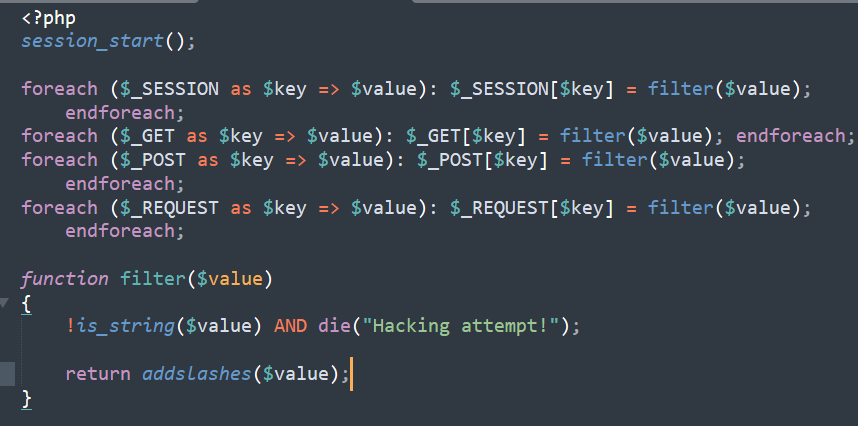 <?php
session_start();
foreach ($_SESSION as $key => $value): $_SESSION[$key] = filter($value);
endforeach;
foreach ($_GET as $key => $value): $_GET[$key] = filter($value); endforeach;
foreach ($_POST as $key => $value): $_POST[$key] = filter($value);
endforeach;
foreach ($_REQUEST as $key => $value): $_REQUEST[$key] = filter($value);
endforeach;
function filter($value)
{
!is_string($value) AND die("Hacking attempt!");
return addslashes($value);
}